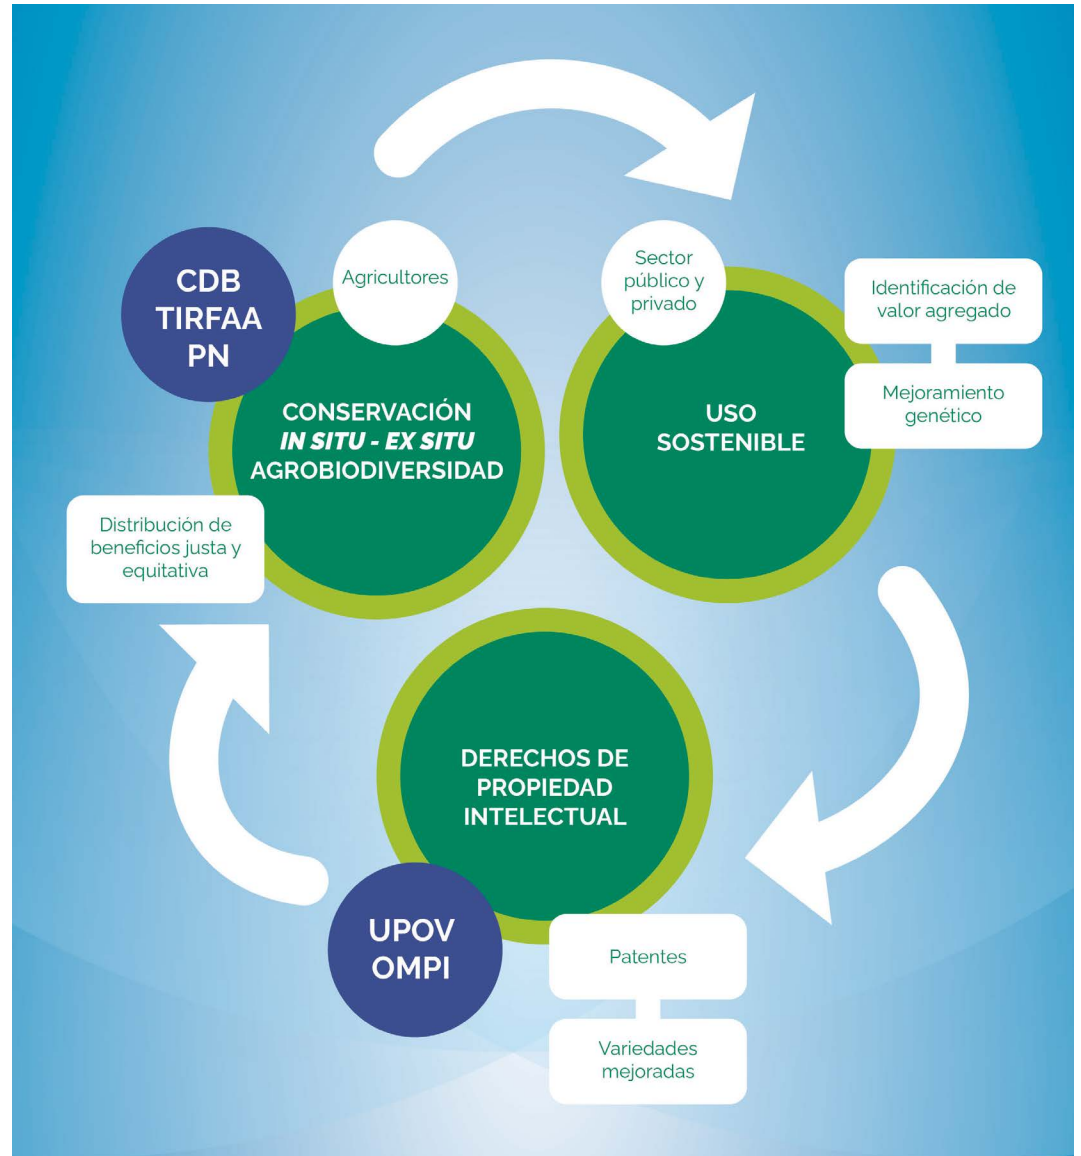 CDB
TIRFAA
PN
Agricultores
CONSERVACIÓN
IN SITU - EX SITU
AGROBIODIVERSIDAD
Distribución de
beneficios justa y
equitativa
Sector
público y
privado
USO
SOSTENIBLE
Identificación de
valor agregado
Mejoramiento
genético
DERECHOS DE
PROPIEDAD
INTELECTUAL
UPOV
OMPI
Patentes
Variedades
mejoradas